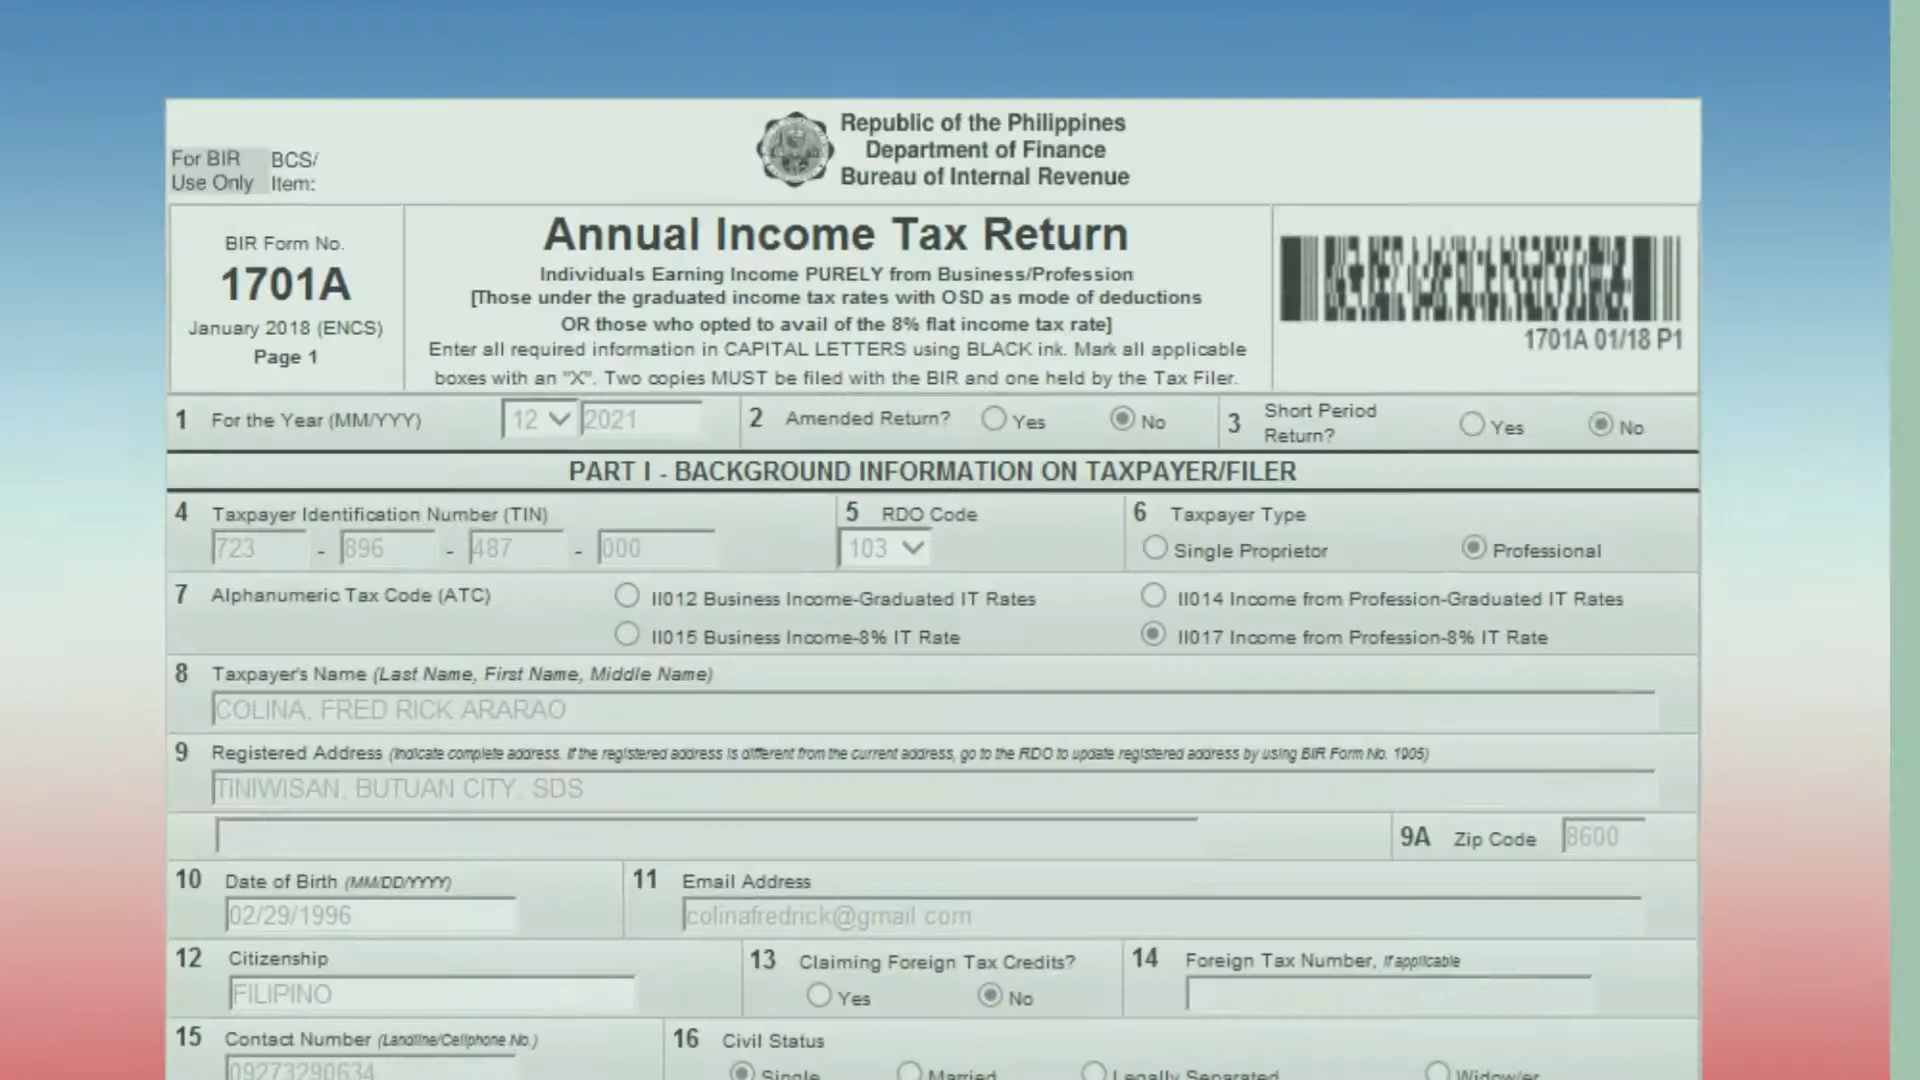 Republic of the Philippines
Department of Finance
Bureau of Internal Revenue
For BIR Use Only BCS/ Item:
BIR Form No.
1701A
January 2018 (ENCS)
Page 1
Annual Income Tax Return
Individuals Earning Income PURELY from Business/Profession
[Those under the graduated income tax rates with OSD as mode of deductions
OR those who opted to avail of the 8% flat income tax rate]
Enter all required information in CAPITAL LETTERS using BLACK ink. Mark all applicable
boxes with an "X". Two copies MUST be filed with the BIR and one held by the Tax Filer.
1701A 01/18 P1
1 For the Year (MM/YYY) 12 2021 2 Amended Return? Yes No 3 Short Period Return? Yes No
PART I - BACKGROUND INFORMATION ON TAXPAYER/FILER
4 Taxpayer Identification Number (TIN) 5 RDO Code 6 Taxpayer Type
723 - 896 - 487 - 000 103 Single Proprietor Professional
7 Alphanumeric Tax Code (ATC) II012 Business Income-Graduated IT Rates II014 Income from Profession-Graduated IT Rates
II015 Business Income-8% IT Rate II017 Income from Profession-8% IT Rate
8 Taxpayer's Name (Last Name, First Name, Middle Name)
COLINA, FRED RICK ARARAO
9 Registered Address (Indicate complete address. If the registered address is different from the current address, go to the RDO to update registered address by using BIR Form No. 1905)
TINIWISAN, BUTUAN CITY, SDS
9A Zip Code 8600
10 Date of Birth (MM/DD/YYYY) 11 Email Address
02/29/1996 colinafredrick@gmail.com
12 Citizenship 13 Claiming Foreign Tax Credits? 14 Foreign Tax Number, if applicable
FILIPINO Yes No
15 Contact Number (Landline/Cellphone No.) 16 Civil Status
09273290634 Single Married Legally Separated Widow/er